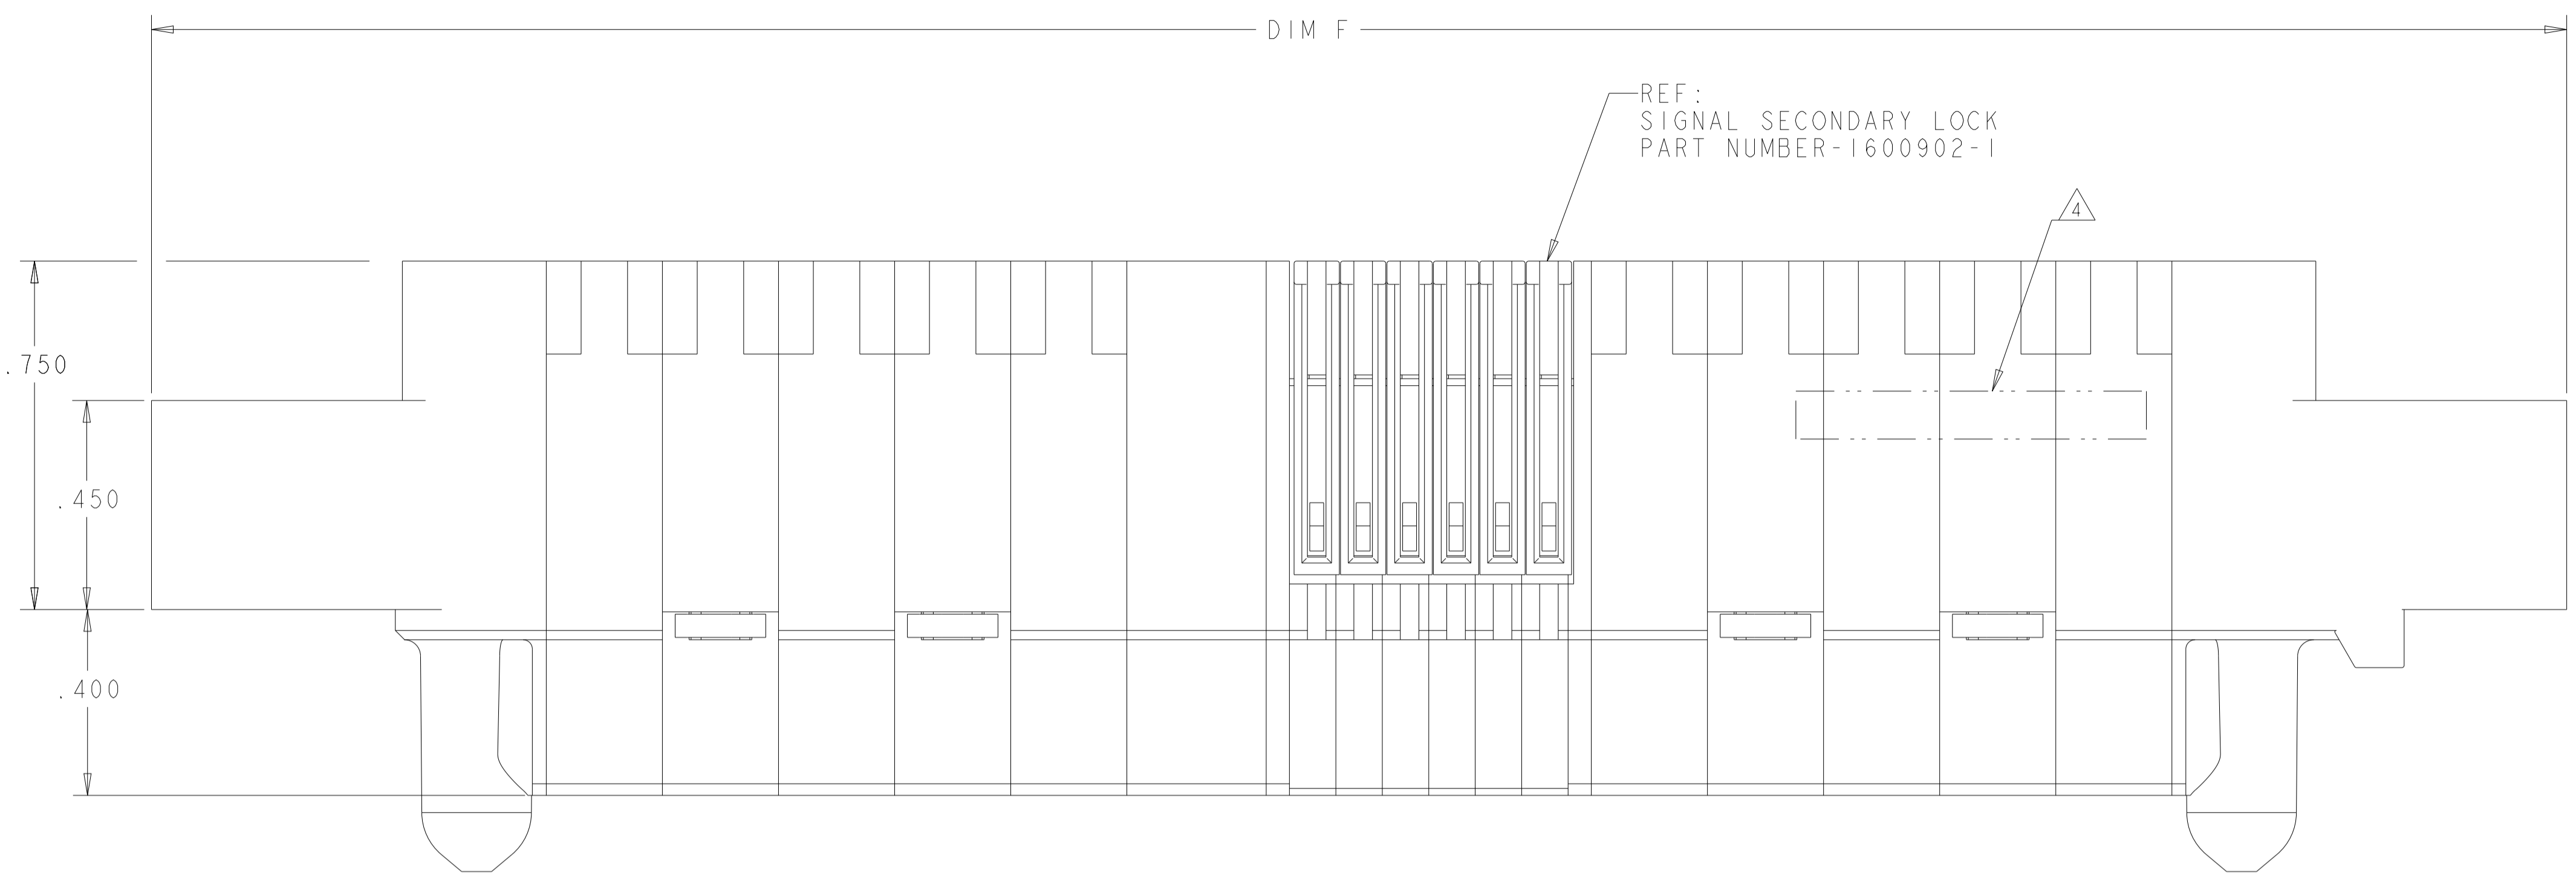 DIM F
REF:
SIGNAL SECONDARY LOCK
PART NUMBER-1600902-1
4
.750
.450
.400